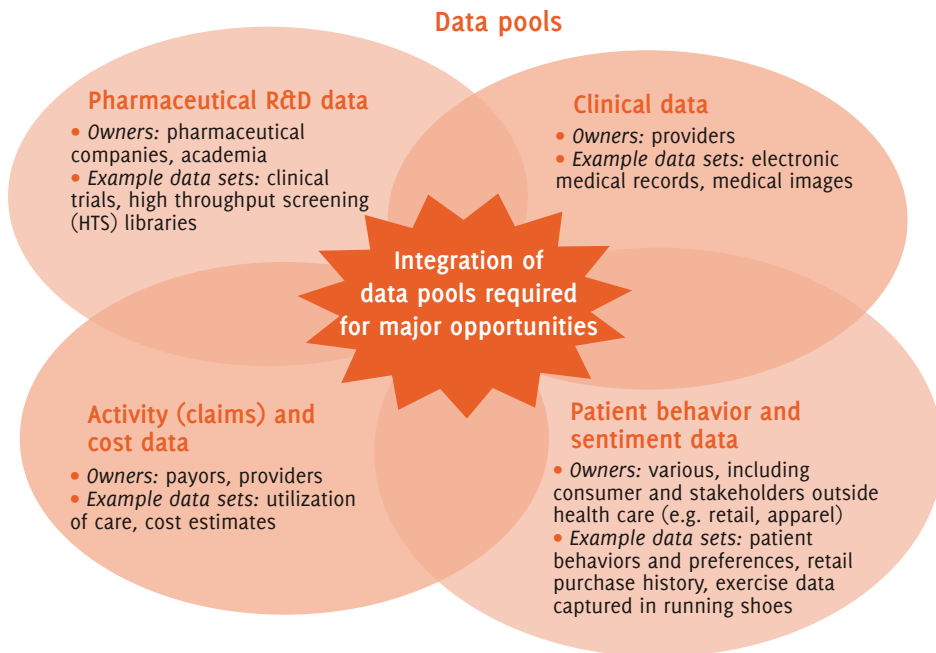 Data pools
Pharmaceutical R&D data
• Owners: pharmaceutical
companies, academia
• Example data sets: clinical
trials, high throughput screening
(HTS) libraries
Clinical data
• Owners: providers
• Example data sets: electronic
medical records, medical images
Integration of
data pools required
for major opportunities
Activity (claims) and
cost data
• Owners: payors, providers
• Example data sets: utilization
of care, cost estimates
Patient behavior and
sentiment data
• Owners: various, including
consumer and stakeholders outside
health care (e.g. retail, apparel)
• Example data sets: patient
behaviors and preferences, retail
purchase history, exercise data
captured in running shoes